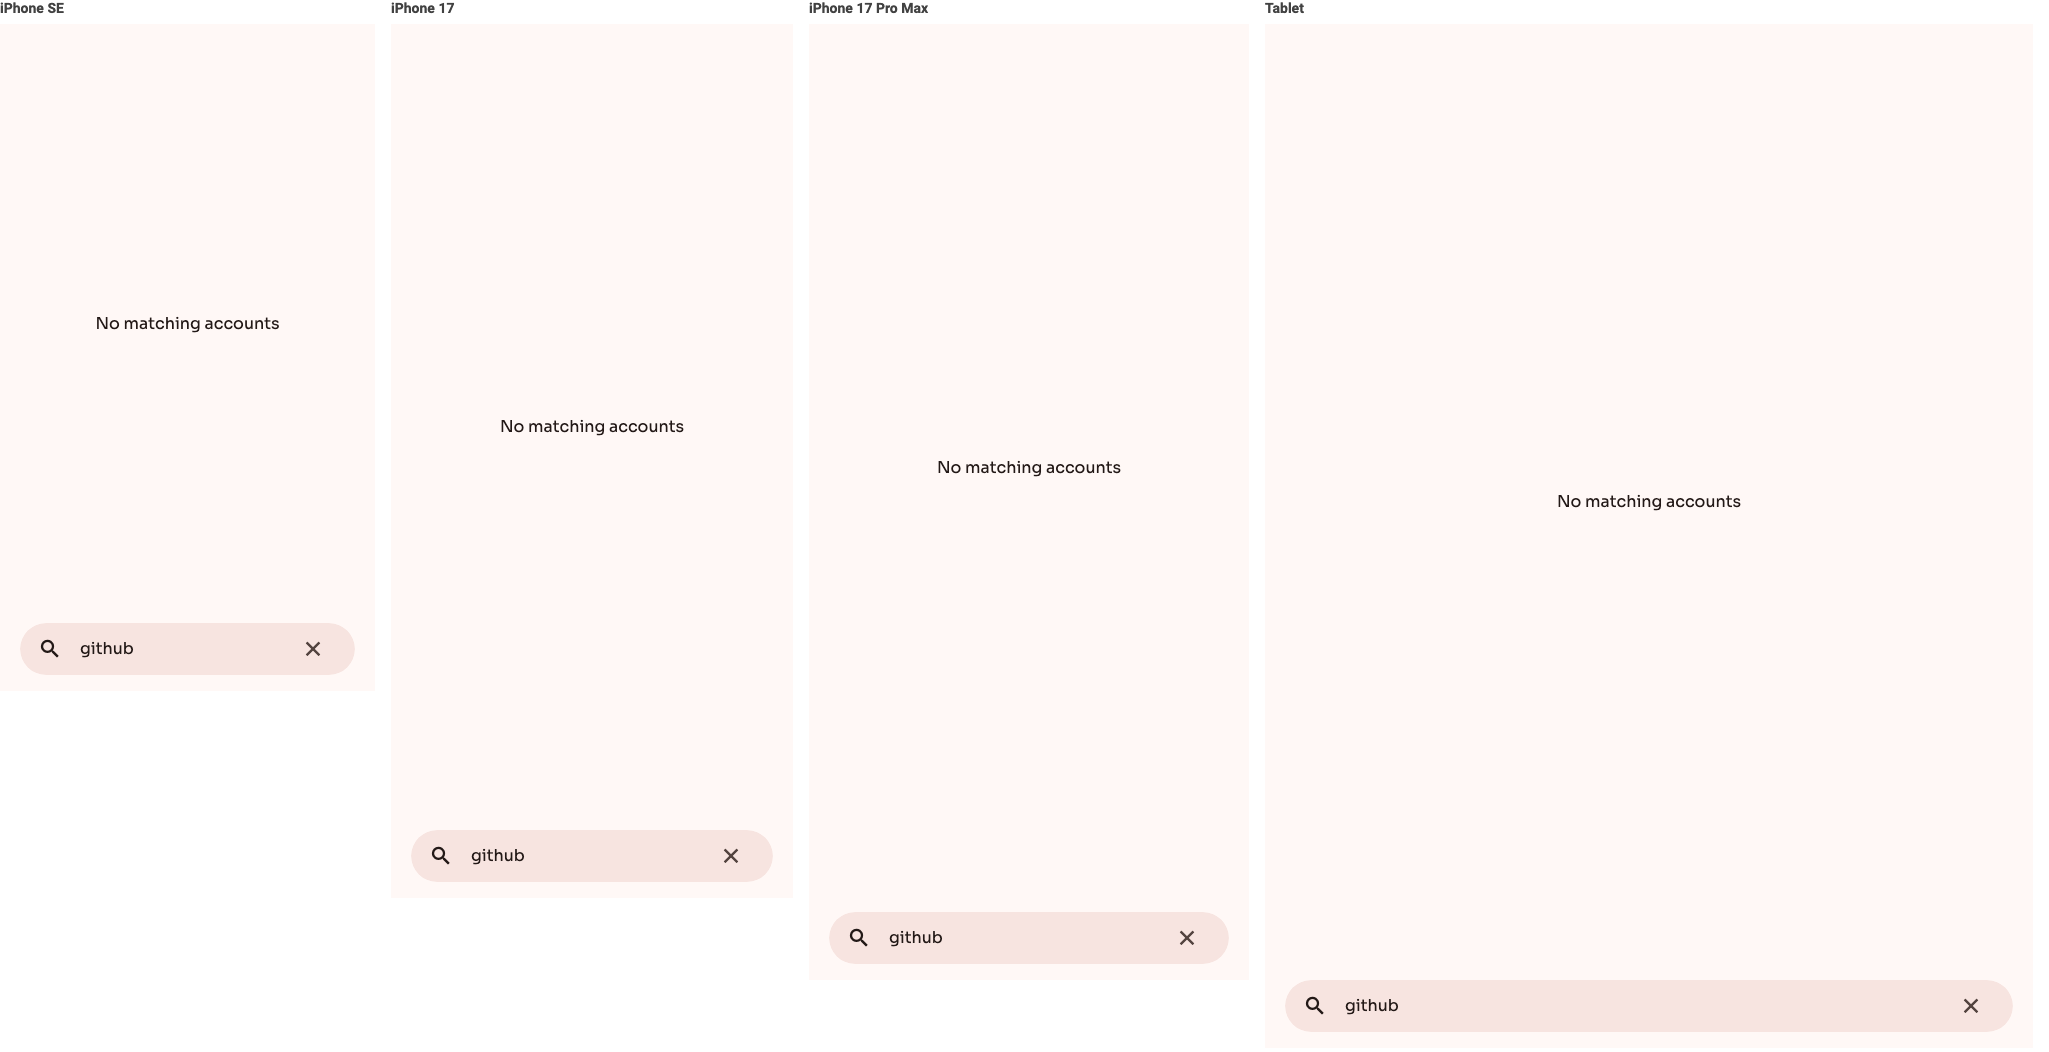 iPhone SE
No matching accounts
github
iPhone 17
No matching accounts
github
iPhone 17 Pro Max
No matching accounts
github
Tablet
No matching accounts
github